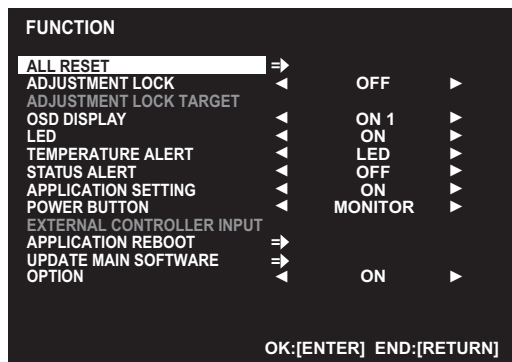 FUNCTION
ALL RESET
ADJUSTMENT LOCK OFF
ADJUSTMENT LOCK TARGET
OSD DISPLAY ON 1
LED ON
TEMPERATURE ALERT LED
STATUS ALERT OFF
APPLICATION SETTING ON
POWER BUTTON MONITOR
EXTERNAL CONTROLLER INPUT
APPLICATION REBOOT
UPDATE MAIN SOFTWARE
OPTION ON
OK:[ENTER] END:[RETURN]